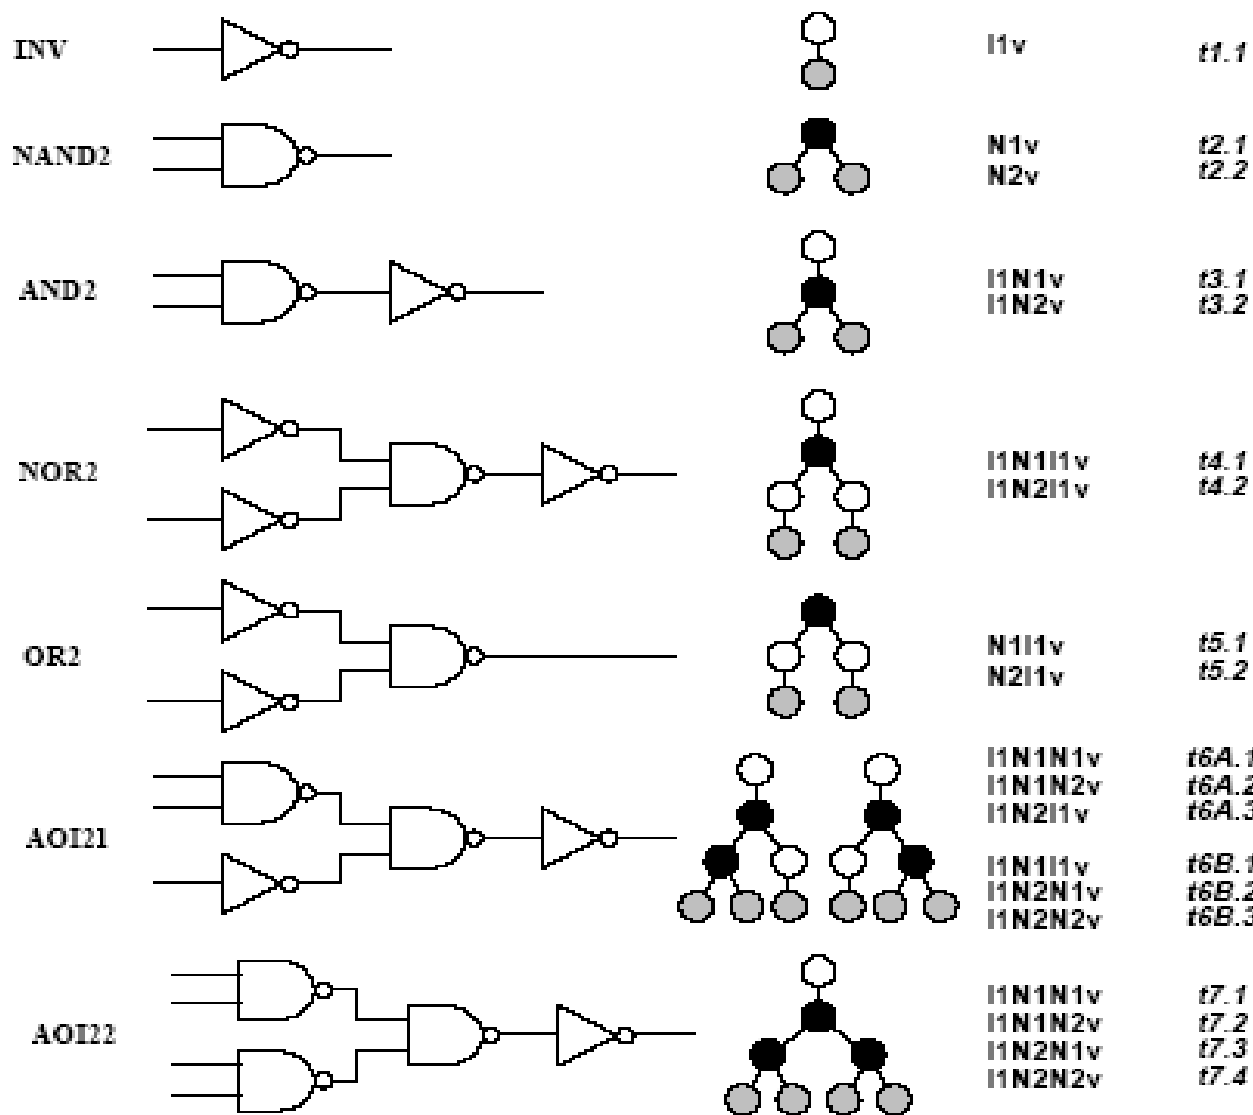 INV I1v t1.1
NAND2 N1v t2.1
N2v t2.2
AND2 I1N1v t3.1
I1N2v t3.2
NOR2 I1N1I1v t4.1
I1N2I1v t4.2
OR2 N1I1v t5.1
N2I1v t5.2
AOI21 I1N1N1v t6A.1
I1N1N2v t6A.2
I1N2I1v t6A.3
I1N1I1v t6B.1
I1N2N1v t6B.2
I1N2N2v t6B.3
AOI22 I1N1N1v t7.1
I1N1N2v t7.2
I1N2N1v t7.3
I1N2N2v t7.4